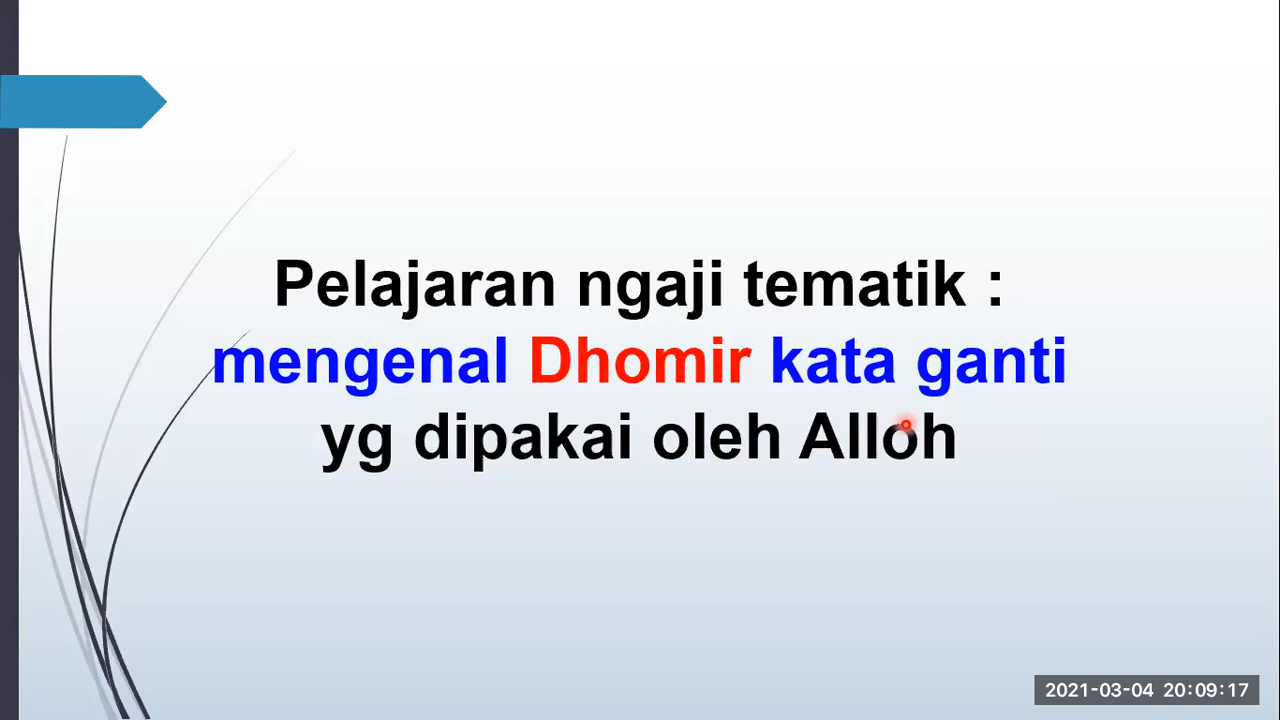 Pelajaran ngaji tematik :
mengenal Dhomir kata ganti
yg dipakai oleh Alloh
2021-03-04 20:09:17